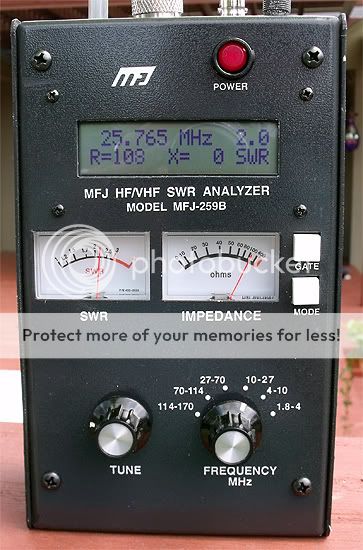 MFJ
POWER
25.765 MHz 2.0
R=108 X= 0 SWR
MFJ HF/VHF SWR ANALYZER
MODEL MFJ-259B
SWR
ohms
GATE
SWR
IMPEDANCE
MODE
photobucket
Protect more of your memories for less!
27-70
10-27
70-114
4-10
114-170
1.8-4
TUNE
FREQUENCY
MHz